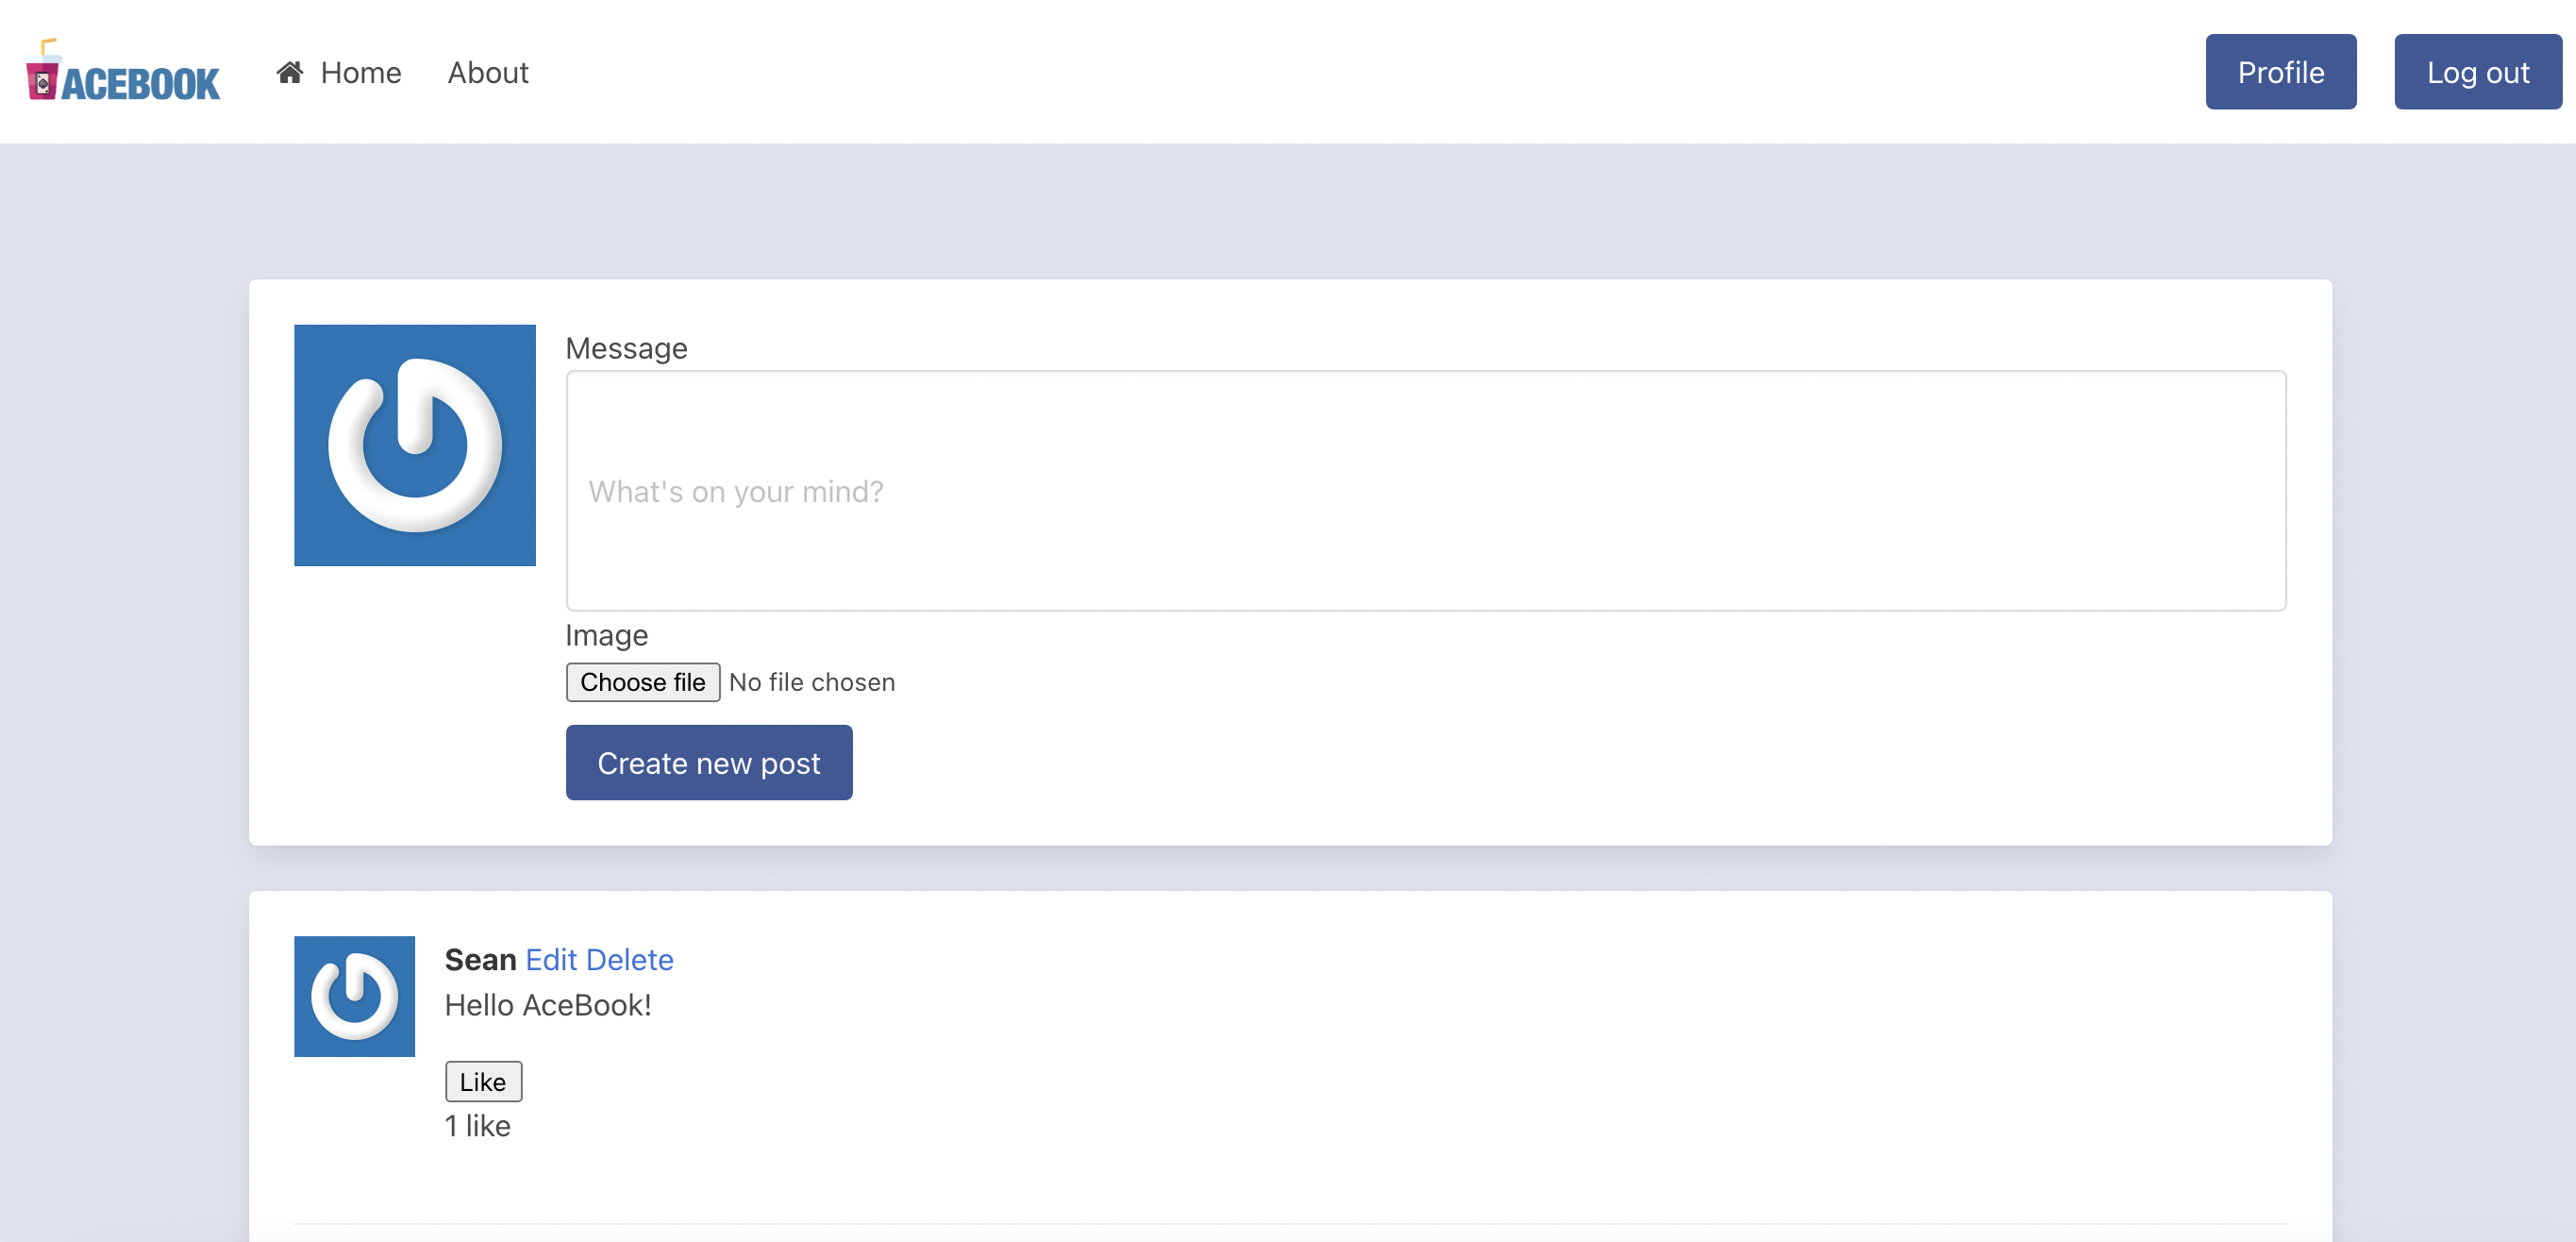 ACEBOOK Home About Profile Log out
Message
What's on your mind?
Image
Choose file No file chosen
Create new post
Sean Edit Delete
Hello AceBook!
Like
1 like